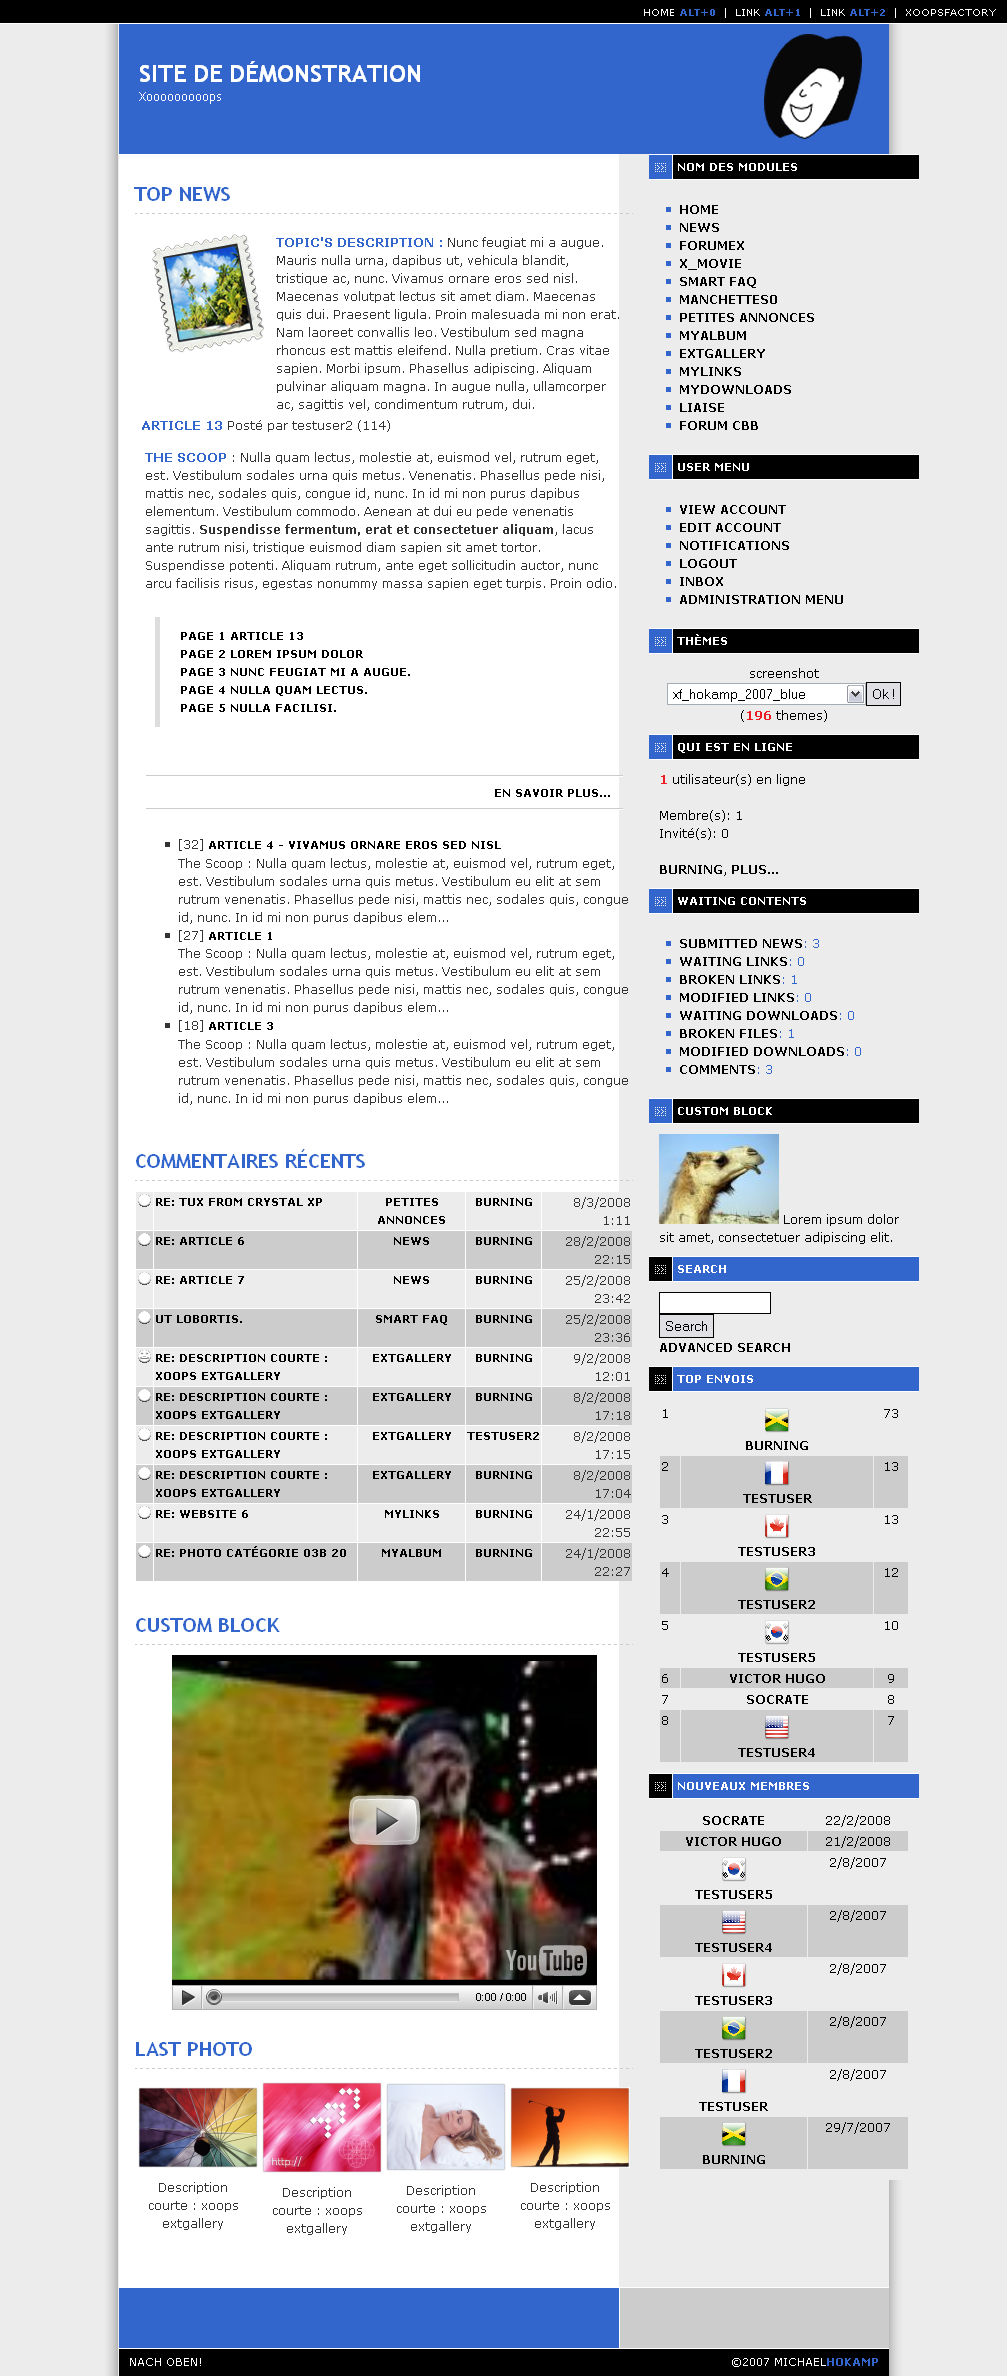 HOME ALT+0 | LINK ALT+1 | LINK ALT+2 | XOOPSFACTORY
SITE DE DÉMONSTRATION
Xooooooooops
TOP NEWS
TOPIC'S DESCRIPTION : Nunc feugiat mi a augue.
Mauris nulla urna, dapibus ut, vehicula blandit,
tristique ac, nunc. Vivamus ornare eros sed nisl.
Maecenas volutpat lectus sit amet diam. Maecenas
quis dui. Praesent ligula. Proin malesuada mi non erat.
Nam laoreet convallis leo. Vestibulum sed magna
rhoncus est mattis eleifend. Nulla pretium. Cras vitae
sapien. Morbi ipsum. Phasellus adipiscing. Aliquam
pulvinar aliquam magna. In augue nulla, ullamcorper
ac, sagittis vel, condimentum rutrum, dui.
ARTICLE 13 Posté par testuser2 (114)
THE SCOOP : Nulla quam lectus, molestie at, euismod vel, rutrum eget,
est. Vestibulum sodales urna quis metus. Venenatis. Phasellus pede nisi,
mattis nec, sodales quis, congue id, nunc. In id mi non purus dapibus
elementum. Vestibulum commodo. Aenean at dui eu pede venenatis
sagittis. Suspendisse fermentum, erat et consectetuer aliquam, lacus
ante rutrum nisi, tristique euismod diam sapien sit amet tortor.
Suspendisse potenti. Aliquam rutrum, ante eget sollicitudin auctor, nunc
arcu facilisis risus, egestas nonummy massa sapien eget turpis. Proin odio.
PAGE 1 ARTICLE 13
PAGE 2 LOREM IPSUM DOLOR
PAGE 3 NUNC FEUGIAT MI A AUGUE.
PAGE 4 NULLA QUAM LECTUS.
PAGE 5 NULLA FACILISI.
EN SAVOIR PLUS...
[32] ARTICLE 4 - VIVAMUS ORNARE EROS SED NISL
The Scoop : Nulla quam lectus, molestie at, euismod vel, rutrum eget,
est. Vestibulum sodales urna quis metus. Vestibulum eu elit at sem
rutrum venenatis. Phasellus pede nisi, mattis nec, sodales quis, congue
id, nunc. In id mi non purus dapibus elem...
[27] ARTICLE 1
The Scoop : Nulla quam lectus, molestie at, euismod vel, rutrum eget,
est. Vestibulum sodales urna quis metus. Vestibulum eu elit at sem
rutrum venenatis. Phasellus pede nisi, mattis nec, sodales quis, congue
id, nunc. In id mi non purus dapibus elem...
[18] ARTICLE 3
The Scoop : Nulla quam lectus, molestie at, euismod vel, rutrum eget,
est. Vestibulum sodales urna quis metus. Vestibulum eu elit at sem
rutrum venenatis. Phasellus pede nisi, mattis nec, sodales quis, congue
id, nunc. In id mi non purus dapibus elem...
COMMENTAIRES RÉCENTS
RE: TUX FROM CRYSTAL XP PETITES ANNONCES BURNING 8/3/2008 1:11
RE: ARTICLE 6 NEWS BURNING 28/2/2008 22:15
RE: ARTICLE 7 NEWS BURNING 25/2/2008 23:42
UT LOBORTIS. SMART FAQ BURNING 25/2/2008 23:36
RE: DESCRIPTION COURTE : XOOPS EXTGALLERY EXTGALLERY BURNING 9/2/2008 12:01
RE: DESCRIPTION COURTE : XOOPS EXTGALLERY EXTGALLERY BURNING 8/2/2008 17:18
RE: DESCRIPTION COURTE : XOOPS EXTGALLERY EXTGALLERY TESTUSER2 8/2/2008 17:15
RE: DESCRIPTION COURTE : XOOPS EXTGALLERY EXTGALLERY BURNING 8/2/2008 17:04
RE: WEBSITE 6 MYLINKS BURNING 24/1/2008 22:55
RE: PHOTO CATÉGORIE 03B 20 MYALBUM BURNING 24/1/2008 22:27
CUSTOM BLOCK
YouTube
0:00 / 0:00
LAST PHOTO
http://
Description courte : xoops extgallery
Description courte : xoops extgallery
Description courte : xoops extgallery
Description courte : xoops extgallery
NOM DES MODULES
HOME
NEWS
FORUMEX
X_MOVIE
SMART FAQ
MANCHETTES0
PETITES ANNONCES
MYALBUM
EXTGALLERY
MYLINKS
MYDOWNLOADS
LIAISE
FORUM CBB
USER MENU
VIEW ACCOUNT
EDIT ACCOUNT
NOTIFICATIONS
LOGOUT
INBOX
ADMINISTRATION MENU
THÈMES
screenshot
xf_hokamp_2007_blue Ok !
(196 themes)
QUI EST EN LIGNE
1 utilisateur(s) en ligne
Membre(s): 1
Invité(s): 0
BURNING, PLUS...
WAITING CONTENTS
SUBMITTED NEWS: 3
WAITING LINKS: 0
BROKEN LINKS: 1
MODIFIED LINKS: 0
WAITING DOWNLOADS: 0
BROKEN FILES: 1
MODIFIED DOWNLOADS: 0
COMMENTS: 3
CUSTOM BLOCK
Lorem ipsum dolor
sit amet, consectetuer adipiscing elit.
SEARCH
Search
ADVANCED SEARCH
TOP ENVOIS
1 BURNING 73
2 TESTUSER 13
3 TESTUSER3 13
4 TESTUSER2 12
5 TESTUSER5 10
6 VICTOR HUGO 9
7 SOCRATE 8
8 TESTUSER4 7
NOUVEAUX MEMBRES
SOCRATE 22/2/2008
VICTOR HUGO 21/2/2008
TESTUSER5 2/8/2007
TESTUSER4 2/8/2007
TESTUSER3 2/8/2007
TESTUSER2 2/8/2007
TESTUSER 2/8/2007
BURNING 29/7/2007
NACH OBEN!
©2007 MICHAELHOKAMP